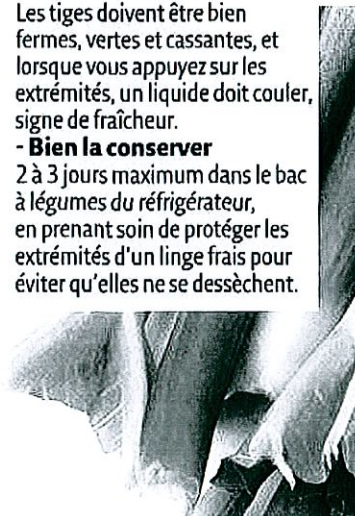 Les tiges doivent être bien
fermes, vertes et cassantes, et
lorsque vous appuyez sur les
extrémités, un liquide doit couler,
signe de fraîcheur.
- Bien la conserver
2 à 3 jours maximum dans le bac
à légumes du réfrigérateur,
en prenant soin de protéger les
extrémités d'un linge frais pour
éviter qu'elles ne se dessèchent.